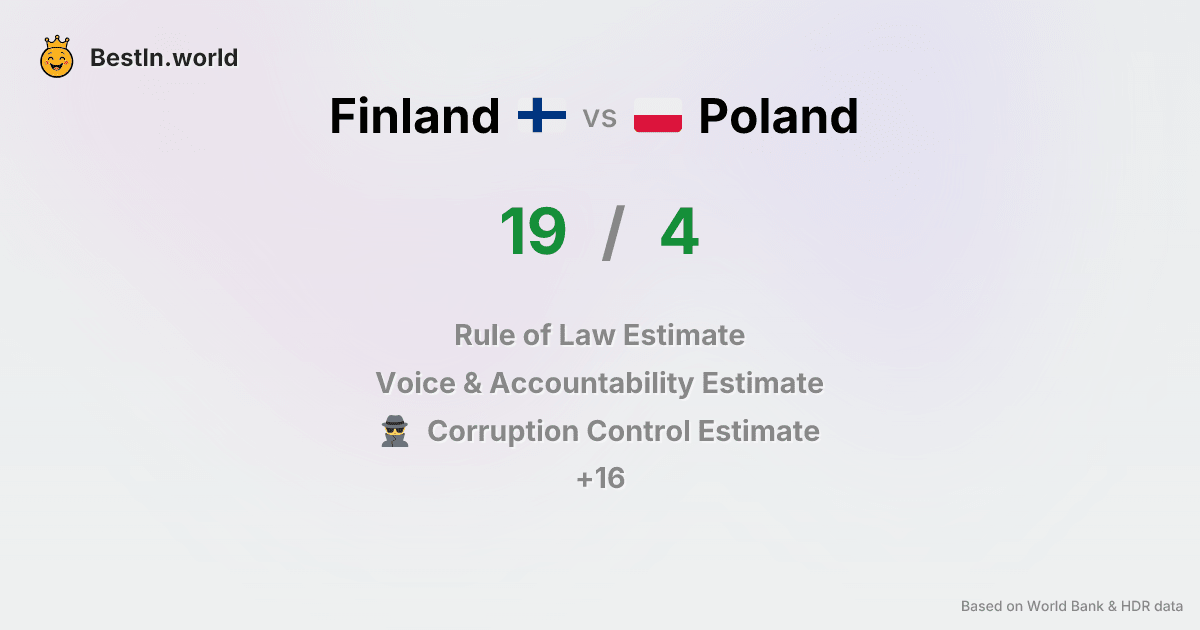 BestIn.world
Finland vs Poland
19 / 4
Rule of Law Estimate
Voice & Accountability Estimate
Corruption Control Estimate
+16
Based on World Bank & HDR data